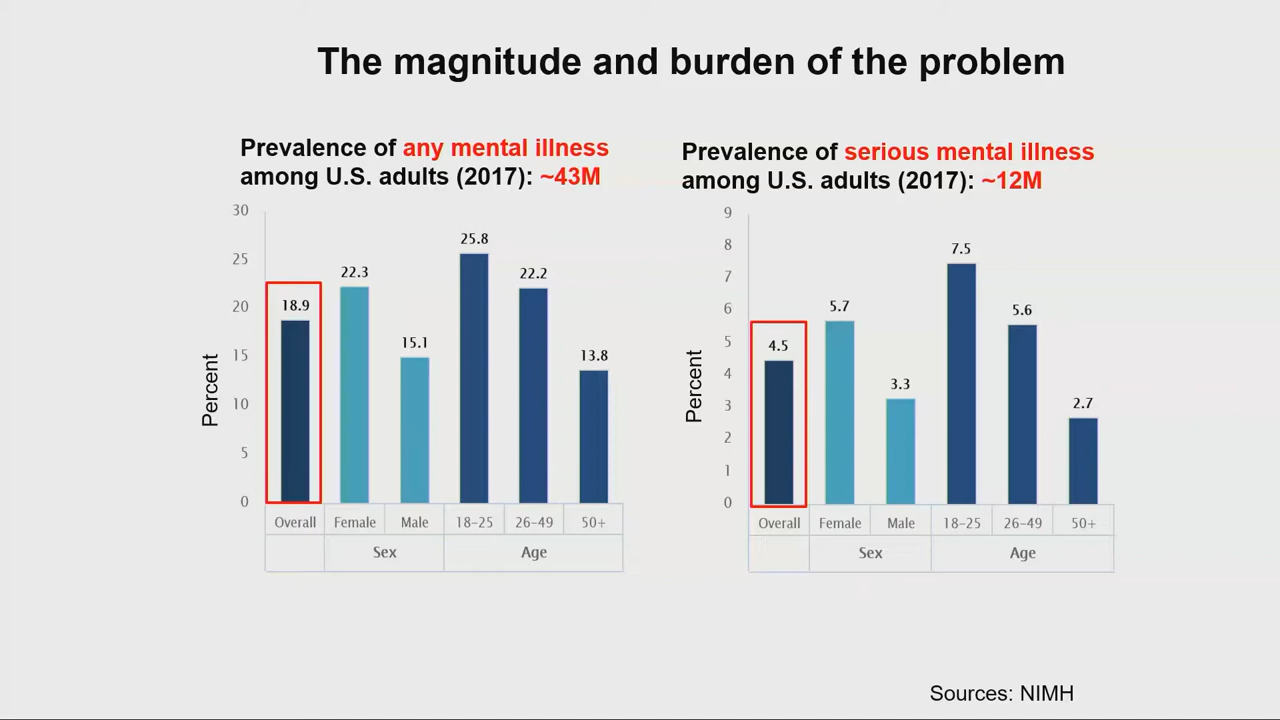 The magnitude and burden of the problem
Prevalence of any mental illness
among U.S. adults (2017): ~43M
30
25
20
15
10
5
0
Percent
18.9
22.3
15.1
25.8
22.2
13.8
Overall
Female
Male
18–25
26–49
50+
Sex
Age
Prevalence of serious mental illness
among U.S. adults (2017): ~12M
9
8
7
6
5
4
3
2
1
0
Percent
4.5
5.7
3.3
7.5
5.6
2.7
Overall
Female
Male
18–25
26–49
50+
Sex
Age
Sources: NIMH